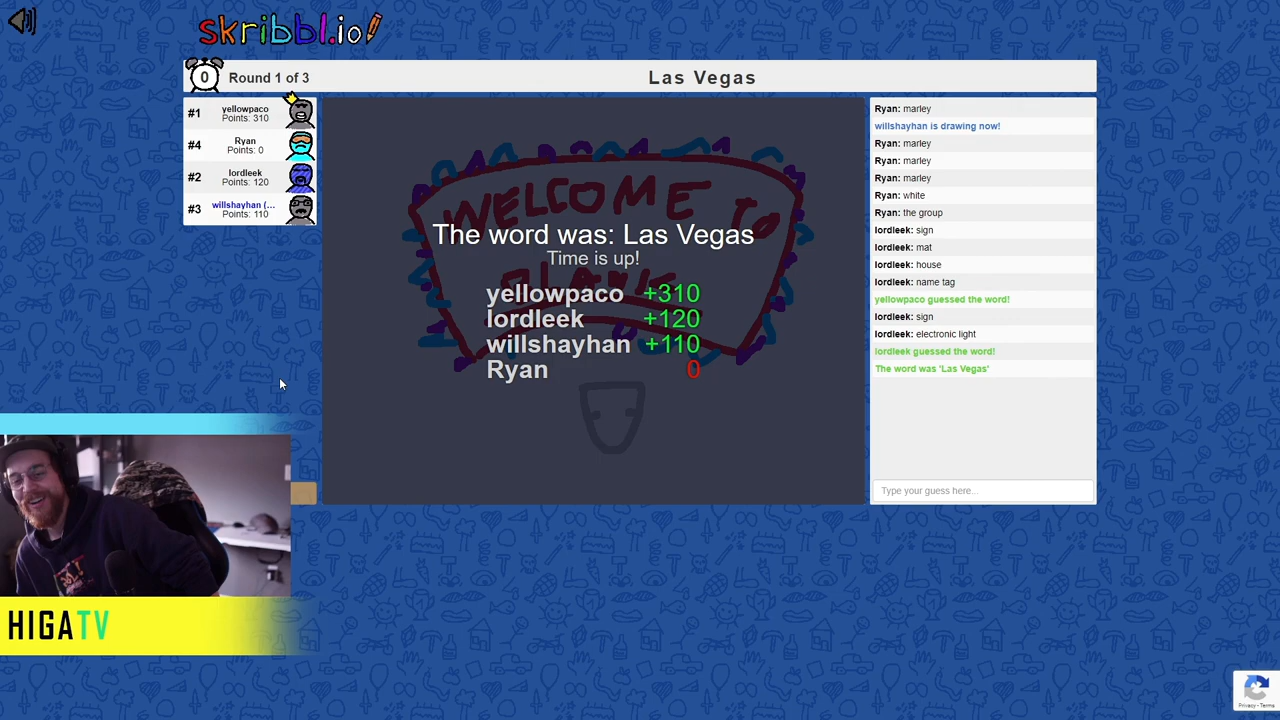 skribbl.io
0
Round 1 of 3
Las Vegas
#1
yellowpaco
Points: 310
#4
Ryan
Points: 0
#2
lordleek
Points: 120
#3
willshayhan (...
Points: 110
WELCOME TO
The word was: Las Vegas
Time is up!
yellowpaco +310
lordleek +120
willshayhan +110
Ryan 0
Ryan: marley
willshayhan is drawing now!
Ryan: marley
Ryan: marley
Ryan: marley
Ryan: white
Ryan: the group
lordleek: sign
lordleek: mat
lordleek: house
lordleek: name tag
yellowpaco guessed the word!
lordleek: sign
lordleek: electronic light
lordleek guessed the word!
The word was 'Las Vegas'
Type your guess here...
HIGATV
Privacy - Terms